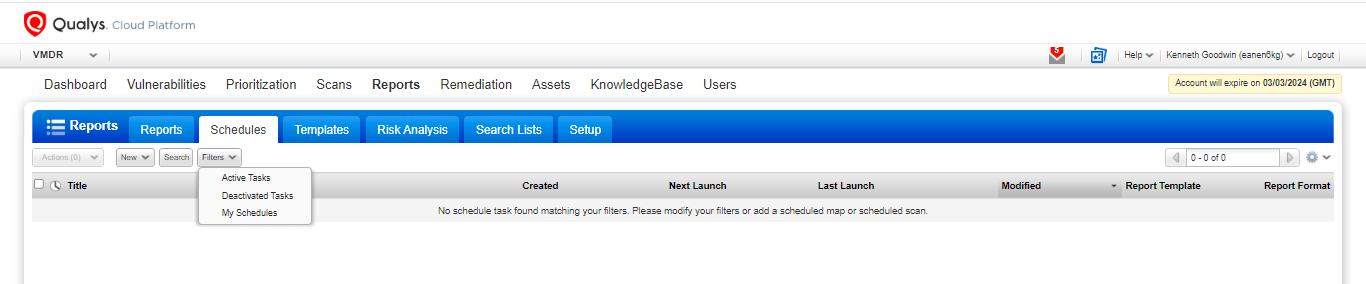 Qualys. Cloud Platform
VMDR
5
Help
Kenneth Goodwin (eanen6kg)
Logout
Dashboard Vulnerabilities Prioritization Scans Reports Remediation Assets KnowledgeBase Users
Account will expire on 03/03/2024 (GMT)
Reports Reports Schedules Templates Risk Analysis Search Lists Setup
Actions (0) New Search Filters 0 - 0 of 0
Active Tasks
Deactivated Tasks
My Schedules
Title Created Next Launch Last Launch Modified Report Template Report Format
No schedule task found matching your filters. Please modify your filters or add a scheduled map or scheduled scan.